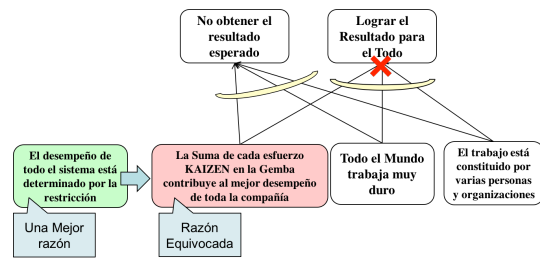 No obtener el
resultado
esperado
Lograr el
Resultado para
el Todo
El desempeño de
todo el sistema está
determinado por la
restricción
La Suma de cada esfuerzo
KAIZEN en la Gemba
contribuye al mejor desempeño
de toda la compañía
Todo el Mundo
trabaja muy
duro
El trabajo está
constituido por
varias personas
y organizaciones
Una Mejor
razón
Razón
Equivocada